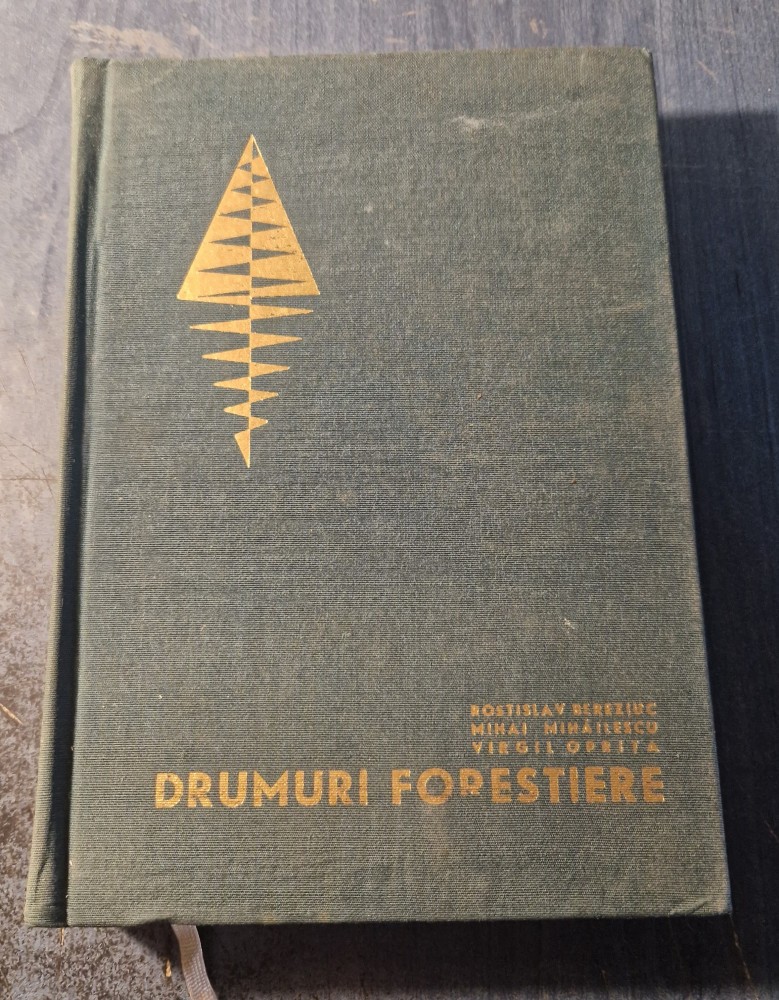 ROSTISLAV BEREZIUC
MIHAI MIHĂILESCU
VIRGIL OPRIȚA
DRUMURI FORESTIERE